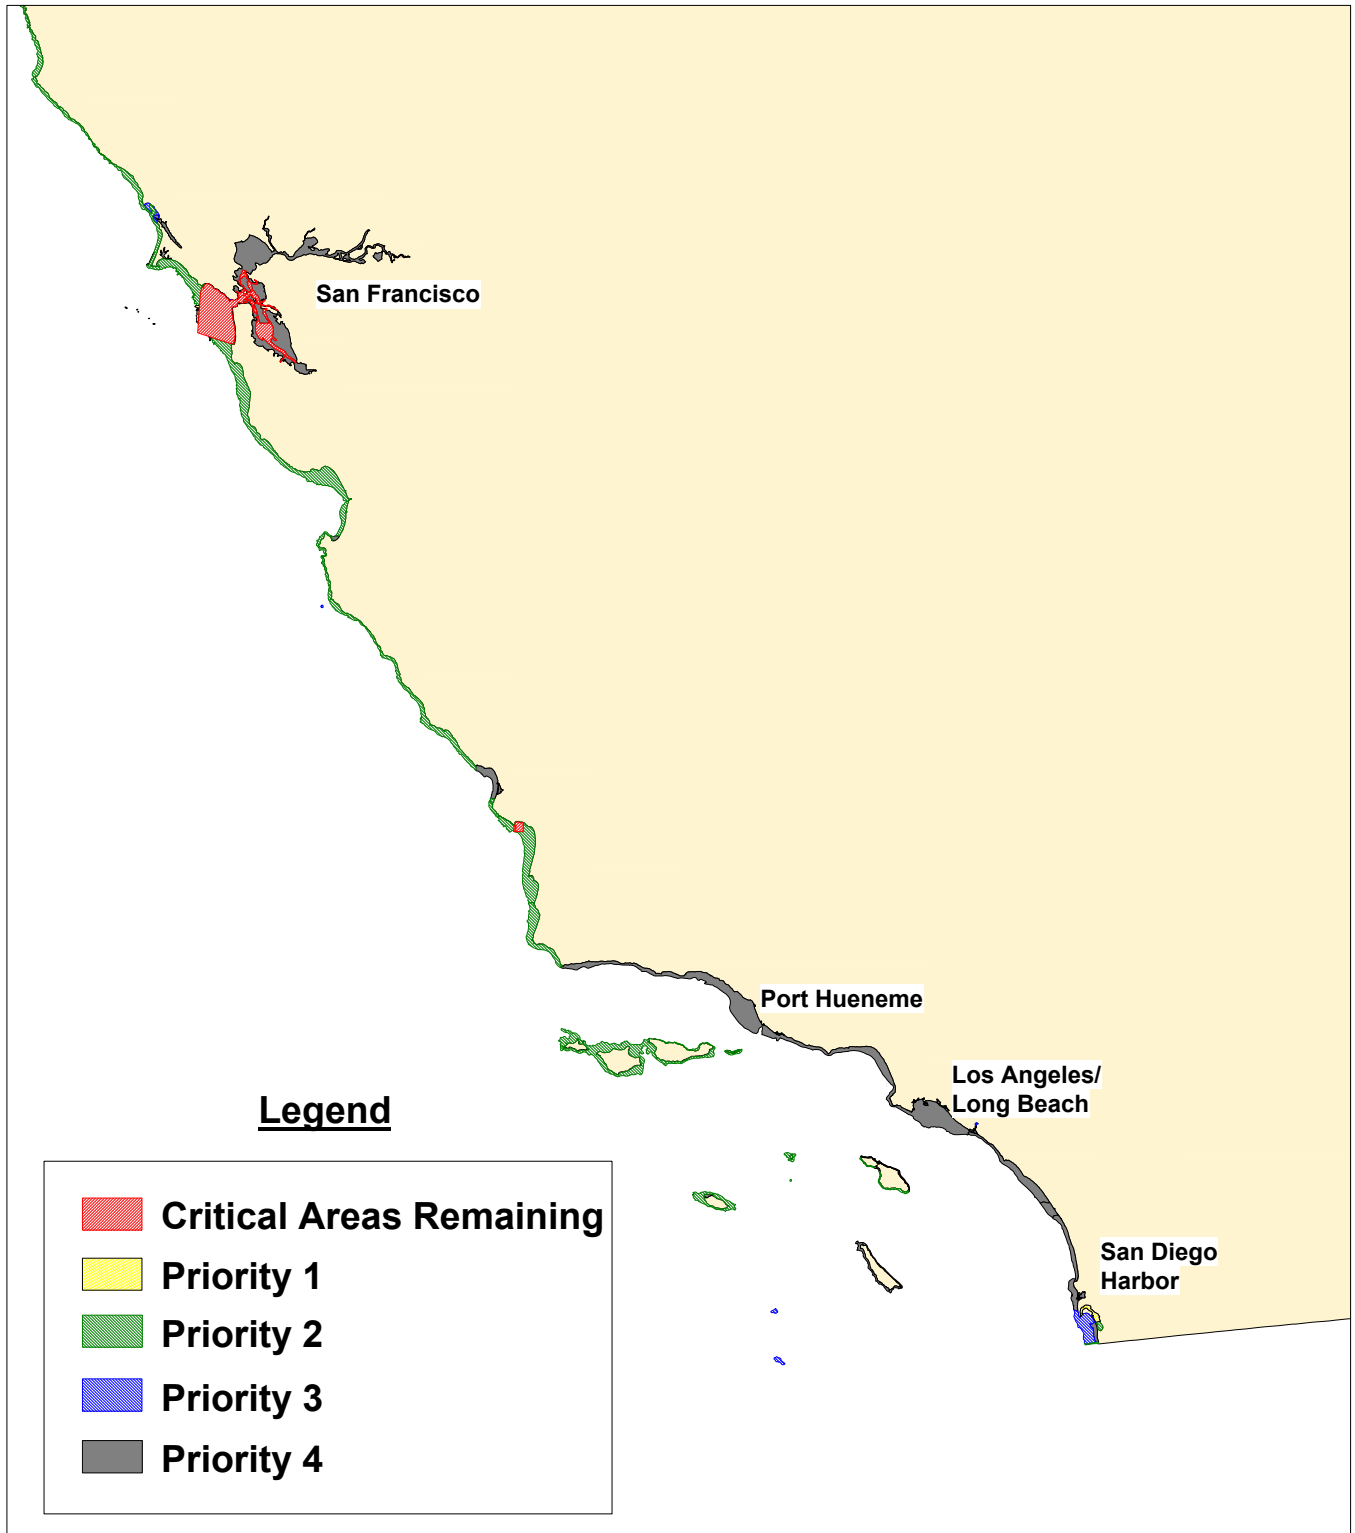 San Francisco
Port Hueneme
Los Angeles/
Long Beach
Legend
Critical Areas Remaining
Priority 1
Priority 2
Priority 3
Priority 4
San Diego
Harbor